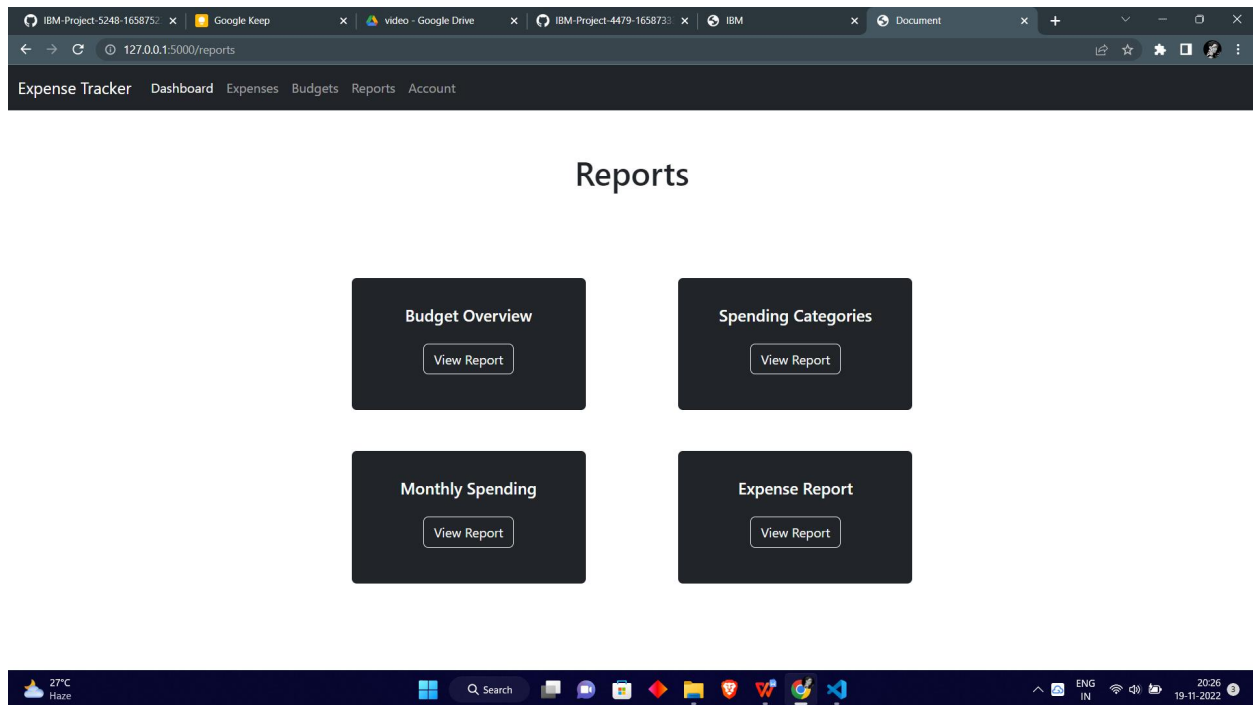 IBM-Project-5248-1658752
Google Keep
video - Google Drive
IBM-Project-4479-1658733
IBM
Document
127.0.0.1:5000/reports
Expense Tracker Dashboard Expenses Budgets Reports Account
Reports
Budget Overview
Spending Categories
View Report
View Report
Monthly Spending
Expense Report
View Report
View Report
27°C
Haze
Search
ENG
IN
20:26
19-11-2022
3